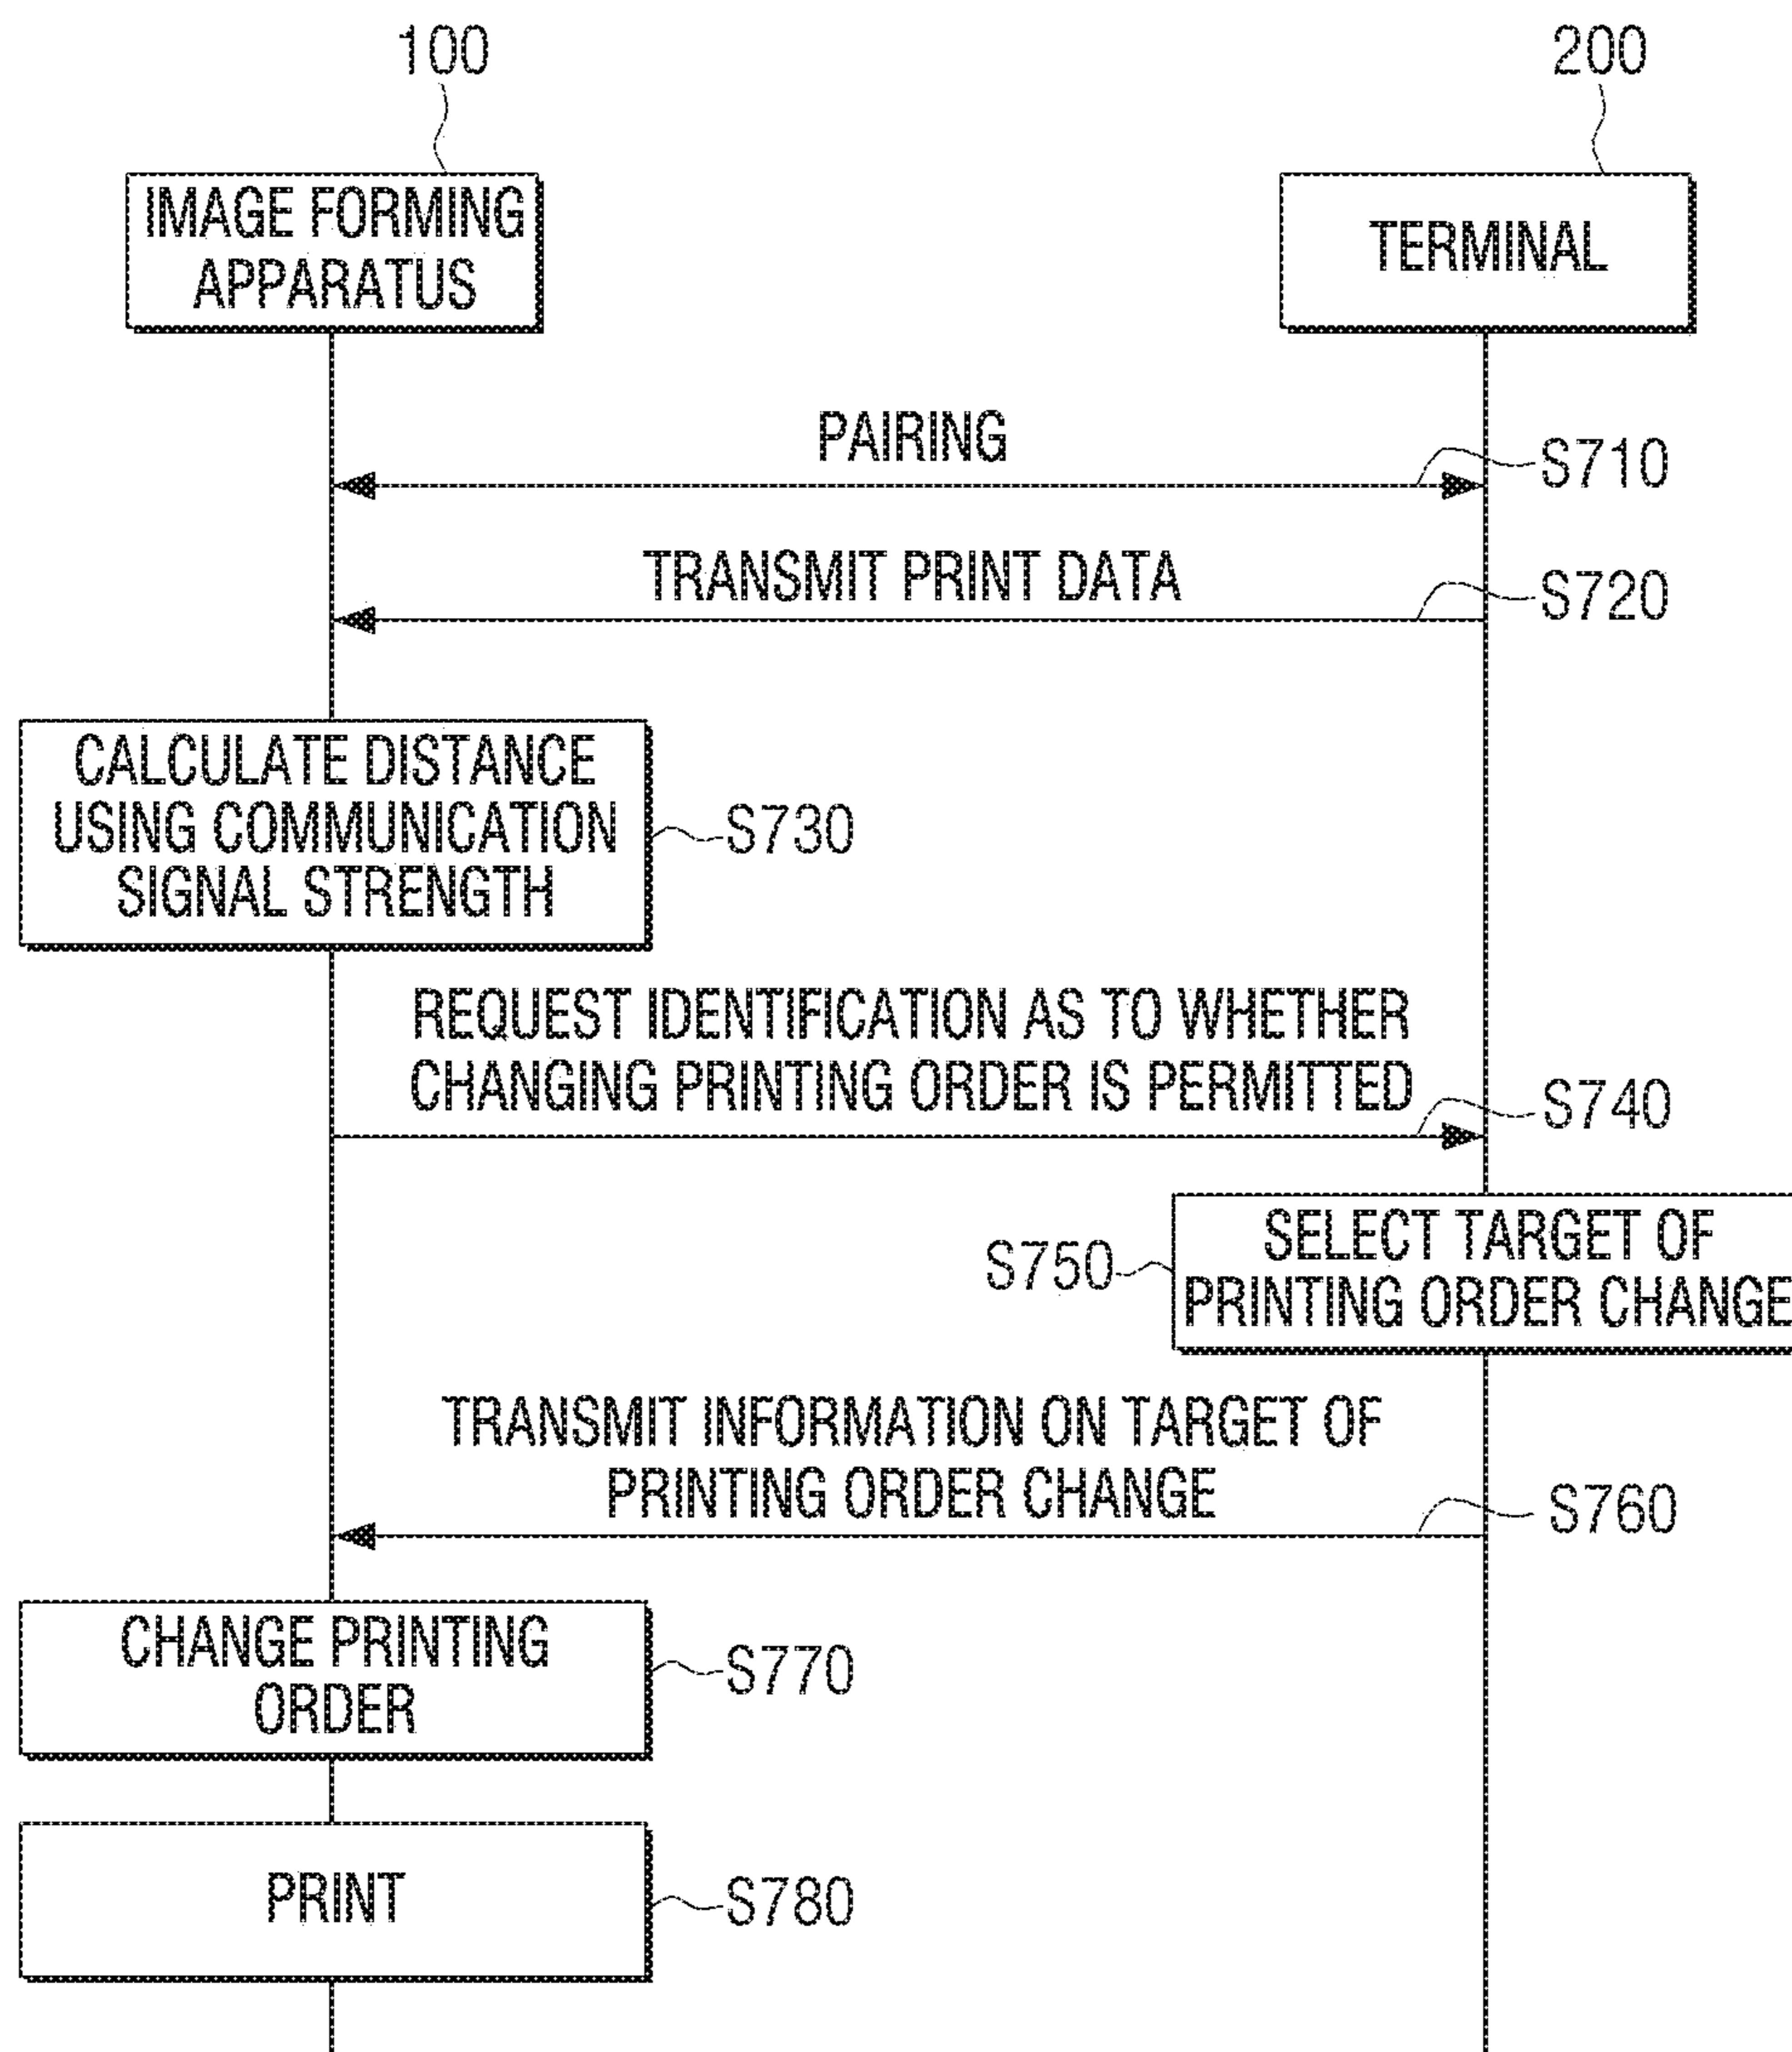 100
200
IMAGE FORMING
APPARATUS
TERMINAL
PAIRING
S710
TRANSMIT PRINT DATA
S720
CALCULATE DISTANCE
USING COMMUNICATION
SIGNAL STRENGTH
S730
REQUEST IDENTIFICATION AS TO WHETHER
CHANGING PRINTING ORDER IS PERMITTED
S740
S750
SELECT TARGET OF
PRINTING ORDER CHANGE
TRANSMIT INFORMATION ON TARGET OF
PRINTING ORDER CHANGE
S760
CHANGE PRINTING
ORDER
S770
PRINT
S780